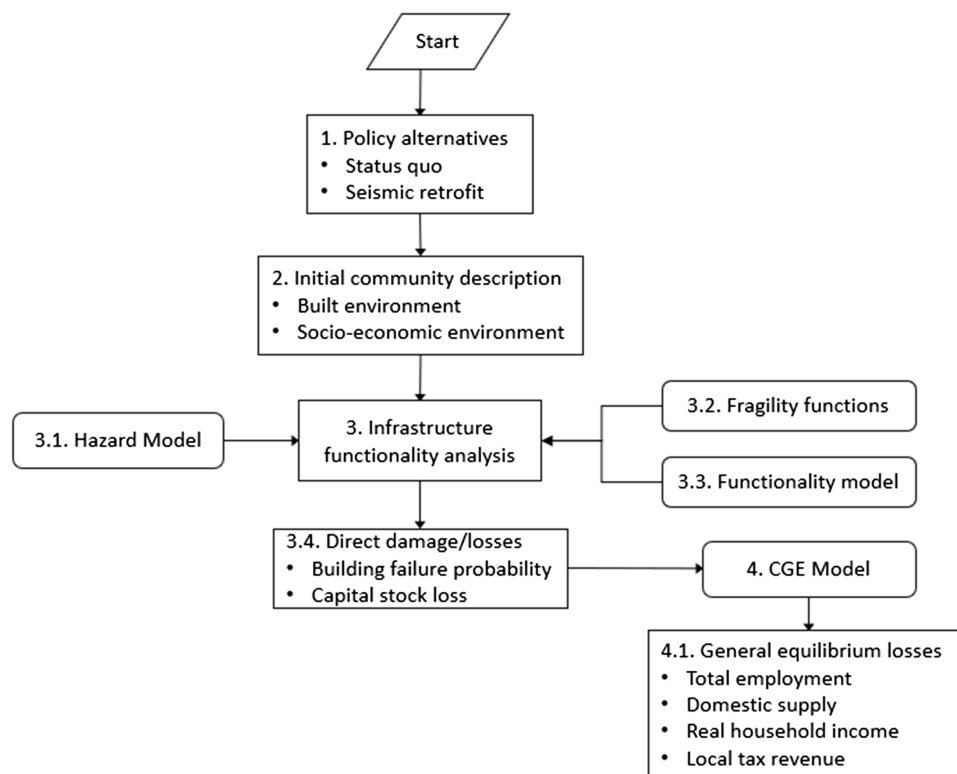 Start
1. Policy alternatives
• Status quo
• Seismic retrofit
2. Initial community description
• Built environment
• Socio-economic environment
3.1. Hazard Model
3. Infrastructure
functionality analysis
3.2. Fragility functions
3.3. Functionality model
3.4. Direct damage/losses
• Building failure probability
• Capital stock loss
4. CGE Model
4.1. General equilibrium losses
• Total employment
• Domestic supply
• Real household income
• Local tax revenue